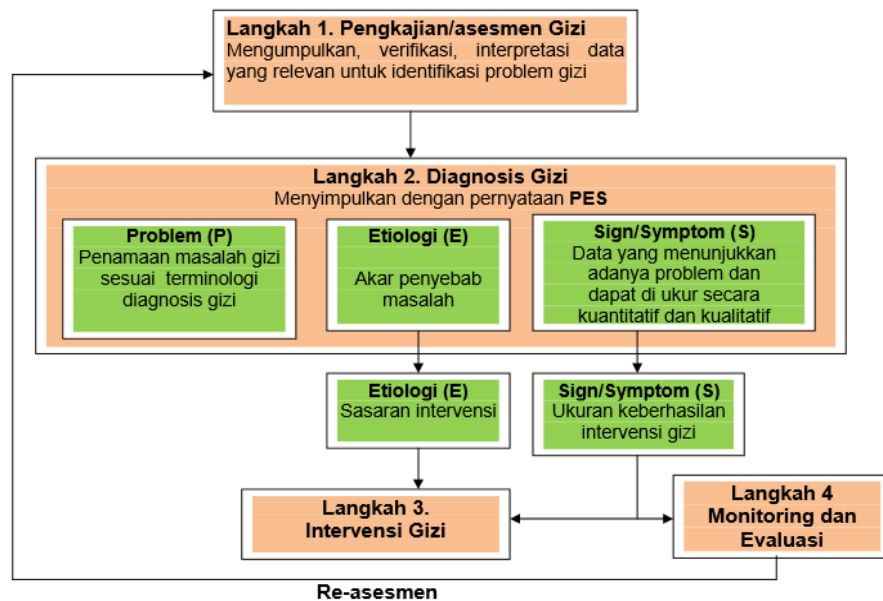 Langkah 1. Pengkajian/asesmen Gizi
Mengumpulkan, verifikasi, interpretasi data
yang relevan untuk identifikasi problem gizi
Langkah 2. Diagnosis Gizi
Menyimpulkan dengan pernyataan PES
Problem (P)
Penamaan masalah gizi
sesuai terminologi
diagnosis gizi
Etiologi (E)
Akar penyebab
masalah
Sign/Symptom (S)
Data yang menunjukkan
adanya problem dan
dapat di ukur secara
kuantitatif dan kualitatif
Etiologi (E)
Sasaran intervensi
Sign/Symptom (S)
Ukuran keberhasilan
intervensi gizi
Langkah 3.
Intervensi Gizi
Langkah 4
Monitoring dan
Evaluasi
Re-asesmen